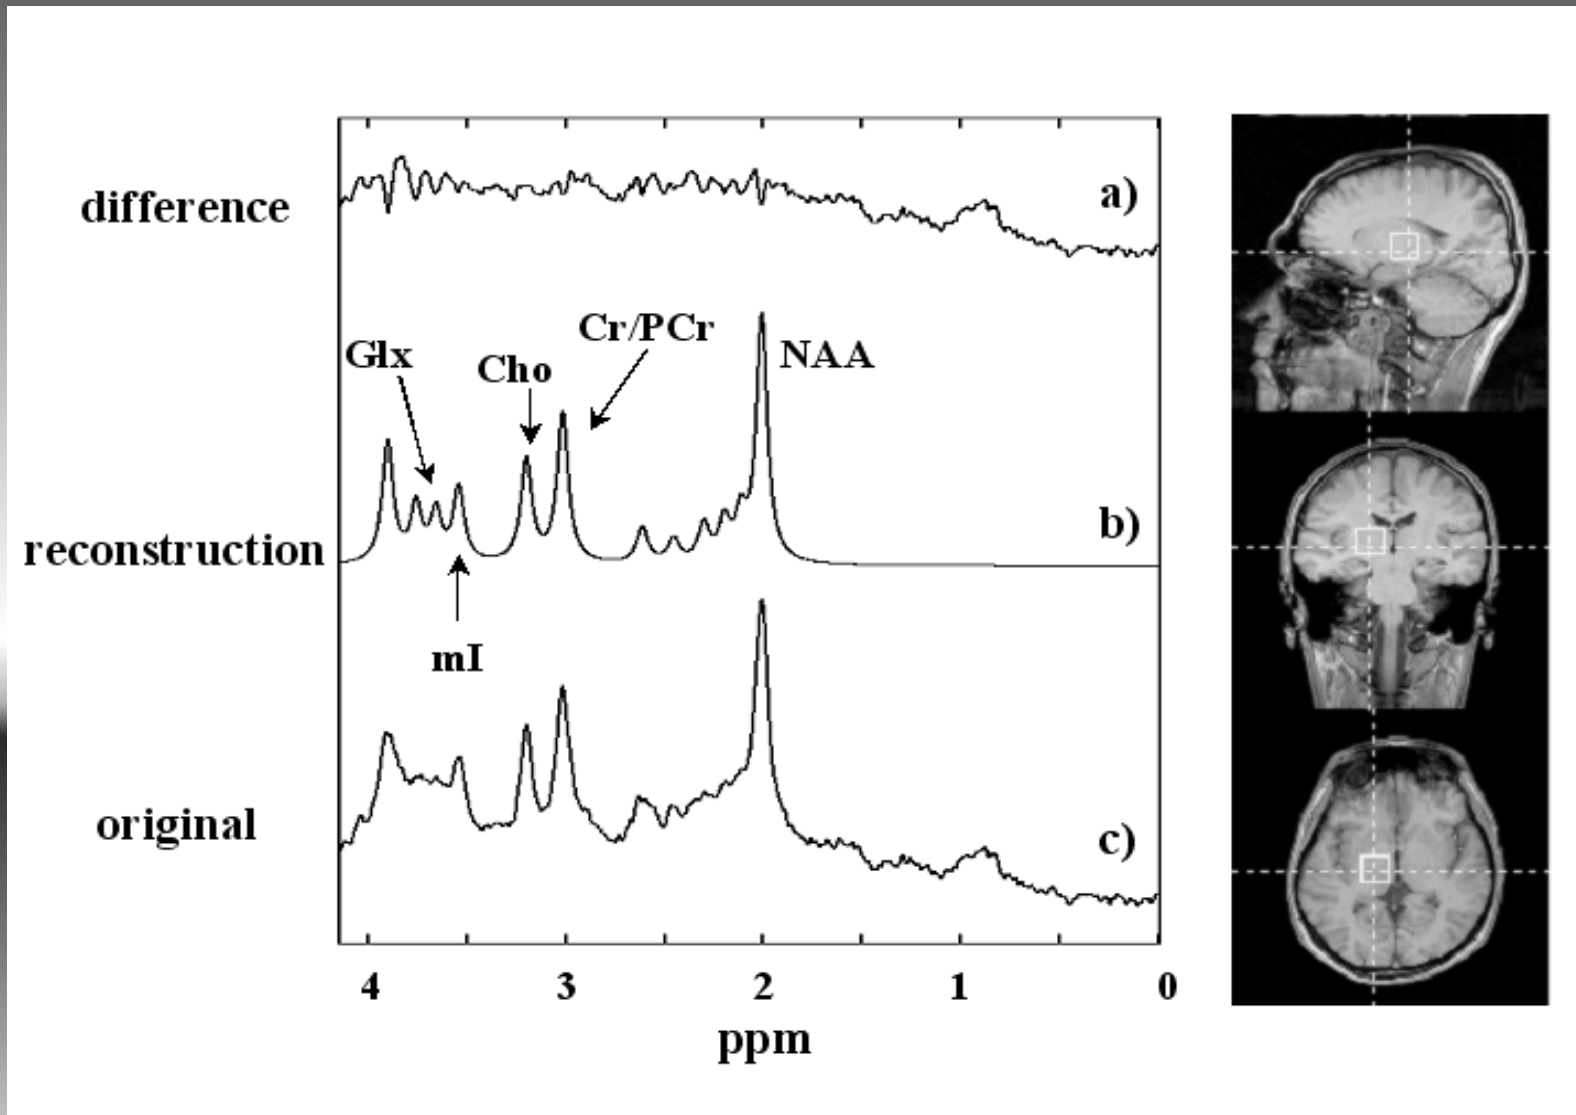 difference
a)
Cr/PCr
Glx
Cho
NAA
reconstruction
b)
mI
original
c)
4 3 2 1 0
ppm